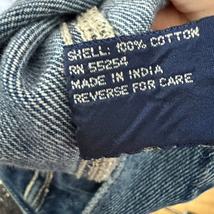 SHELL: 100% COTTON
RN 55254
MADE IN INDIA
REVERSE FOR CARE